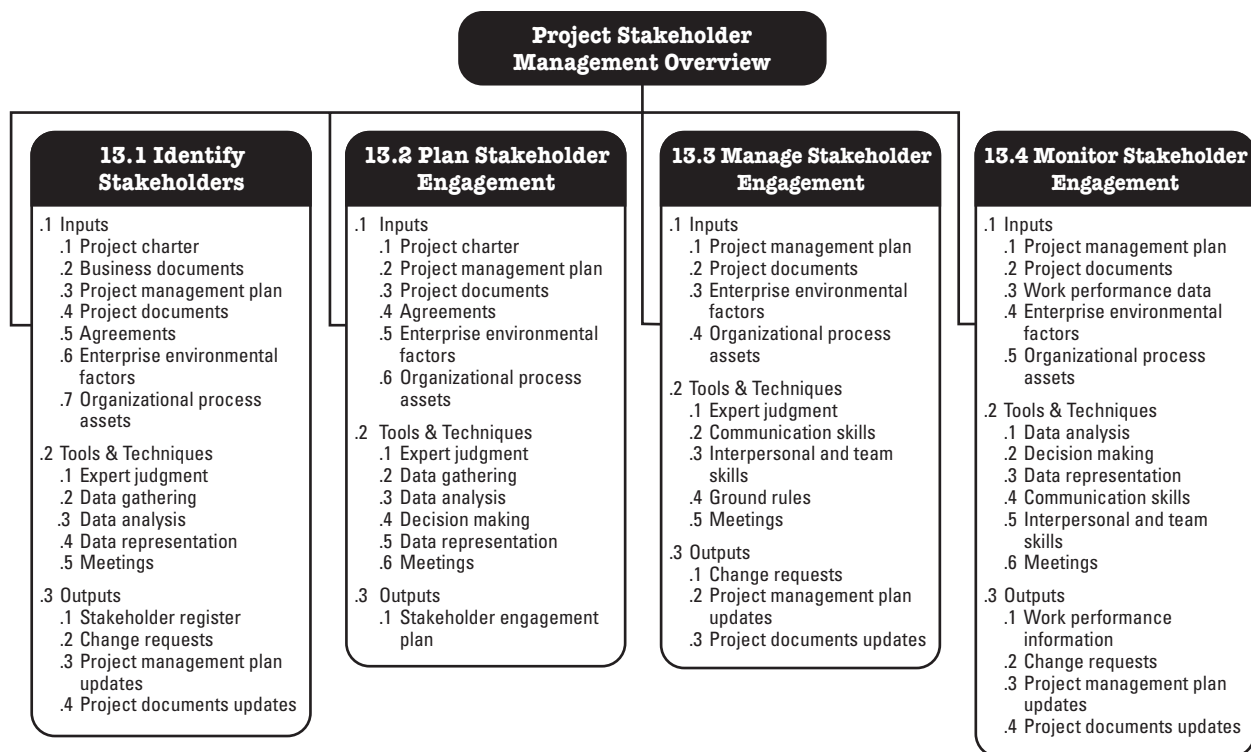 Project Stakeholder
Management Overview
13.1 Identify
Stakeholders
.1 Inputs
.1 Project charter
.2 Business documents
.3 Project management plan
.4 Project documents
.5 Agreements
.6 Enterprise environmental
factors
.7 Organizational process
assets
.2 Tools & Techniques
.1 Expert judgment
.2 Data gathering
.3 Data analysis
.4 Data representation
.5 Meetings
.3 Outputs
.1 Stakeholder register
.2 Change requests
.3 Project management plan
updates
.4 Project documents updates
13.2 Plan Stakeholder
Engagement
.1 Inputs
.1 Project charter
.2 Project management plan
.3 Project documents
.4 Agreements
.5 Enterprise environmental
factors
.6 Organizational process
assets
.2 Tools & Techniques
.1 Expert judgment
.2 Data gathering
.3 Data analysis
.4 Decision making
.5 Data representation
.6 Meetings
.3 Outputs
.1 Stakeholder engagement
plan
13.3 Manage Stakeholder
Engagement
.1 Inputs
.1 Project management plan
.2 Project documents
.3 Enterprise environmental
factors
.4 Organizational process
assets
.2 Tools & Techniques
.1 Expert judgment
.2 Communication skills
.3 Interpersonal and team
skills
.4 Ground rules
.5 Meetings
.3 Outputs
.1 Change requests
.2 Project management plan
updates
.3 Project documents updates
13.4 Monitor Stakeholder
Engagement
.1 Inputs
.1 Project management plan
.2 Project documents
.3 Work performance data
.4 Enterprise environmental
factors
.5 Organizational process
assets
.2 Tools & Techniques
.1 Data analysis
.2 Decision making
.3 Data representation
.4 Communication skills
.5 Interpersonal and team
skills
.6 Meetings
.3 Outputs
.1 Work performance
information
.2 Change requests
.3 Project management plan
updates
.4 Project documents updates